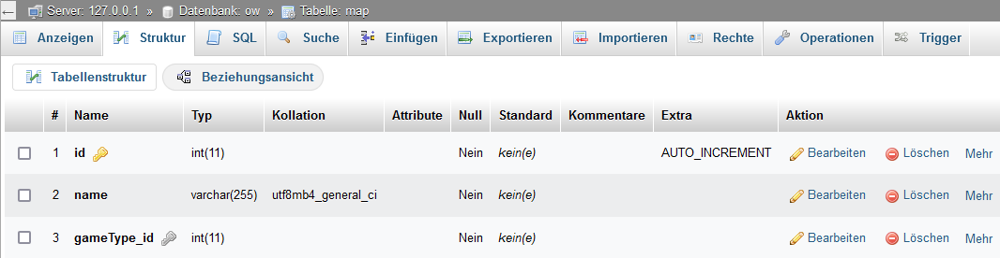 ← Server: 127.0.0.1 » Datenbank: ow » Tabelle: map
Anzeigen Struktur SQL Suche Einfügen Exportieren Importieren Rechte Operationen Trigger
Tabellenstruktur Beziehungsansicht
# Name Typ Kollation Attribute Null Standard Kommentare Extra Aktion
1 id int(11) Nein kein(e) AUTO_INCREMENT Bearbeiten Löschen Mehr
2 name varchar(255) utf8mb4_general_ci Nein kein(e) Bearbeiten Löschen Mehr
3 gameType_id int(11) Nein kein(e) Bearbeiten Löschen Mehr